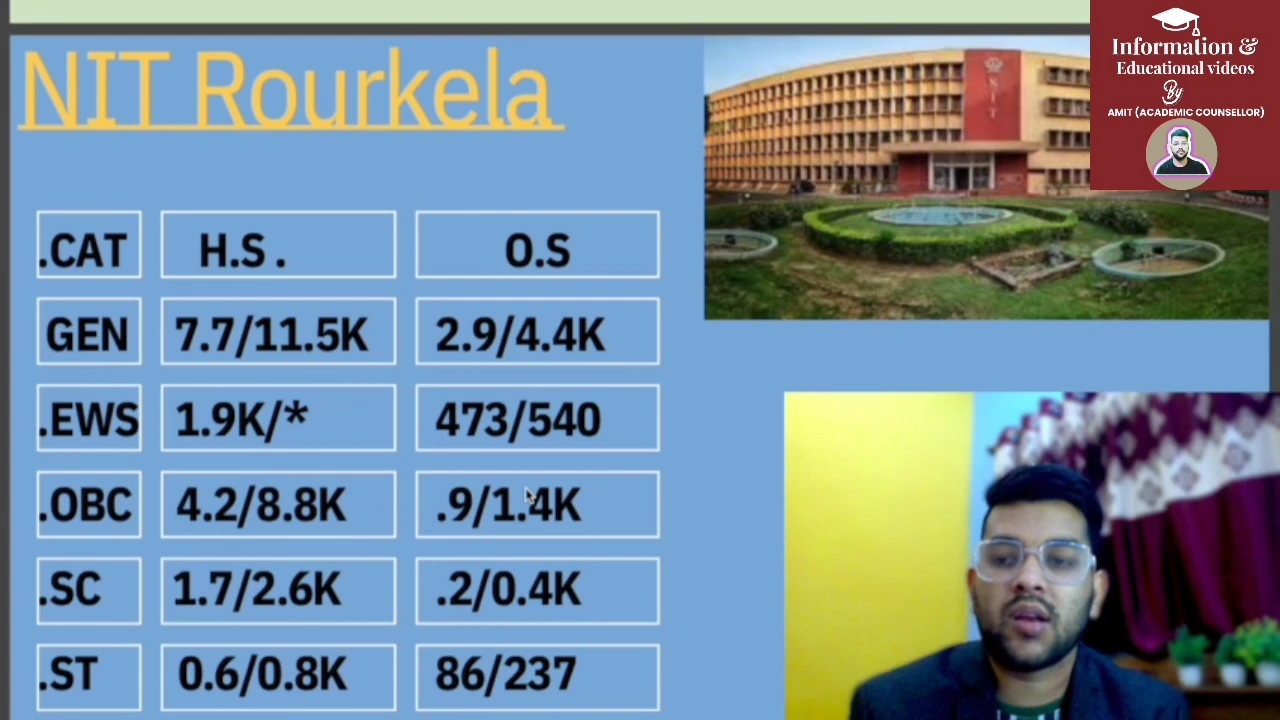 NIT Rourkela
.CAT H.S . O.S
GEN 7.7/11.5K 2.9/4.4K
.EWS 1.9K/* 473/540
.OBC 4.2/8.8K .9/1.4K
.SC 1.7/2.6K .2/0.4K
.ST 0.6/0.8K 86/237
NIT
Information &
Educational videos
By
AMIT (ACADEMIC COUNSELLOR)